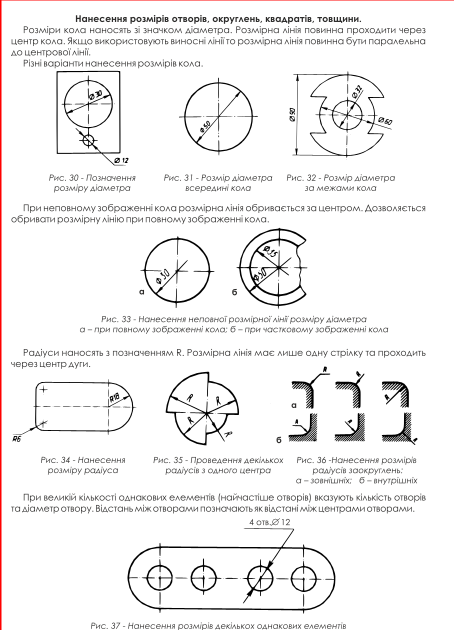 Нанесення розмірів отворів, округлень, квадратів, товщини.
Розміри кола наносять зі значком діаметра. Розмірна лінія повинна проходити через
центр кола. Якщо використовують виносні лінії то розмірна лінія повинна бути паралельна
до центрової лінії.
Різні варіанти нанесення розмірів кола.
Ø30
Ø12
Ø50
Ø90
Ø32
Ø60
Рис. 30 - Позначення
розміру діаметра
Рис. 31 - Розмір діаметра
всередині кола
Рис. 32 - Розмір діаметра
за межами кола
При неповному зображенні кола розмірна лінія обривається за центром. Дозволяється
обривати розмірну лінію при повному зображенні кола.
Ø50
а
Ø35
Ø50
б
Рис. 33 - Нанесення неповної розмірної лінії розміру діаметра
а – при повному зображенні кола; б – при частковому зображенні кола
Радіуси наносять з позначенням R. Розмірна лінія має лише одну стрілку та проходить
через центр дуги.
R18
R6
R
R
R
R
R
R
R
а
R
R
R
б
Рис. 34 - Нанесення
розміру радіуса
Рис. 35 - Проведення декількох
радіусів з одного центра
Рис. 36 -Нанесення розмірів
радіусів заокруглень:
а – зовнішніх; б – внутрішніх
При великій кількості однакових елементів (найчастіше отворів) вказують кількість отворів
та діаметр отвору. Відстань між отворами позначають як відстані між центрами отворами.
4 отв.Ø12
Рис. 37 - Нанесення розмірів декількох однакових елементів